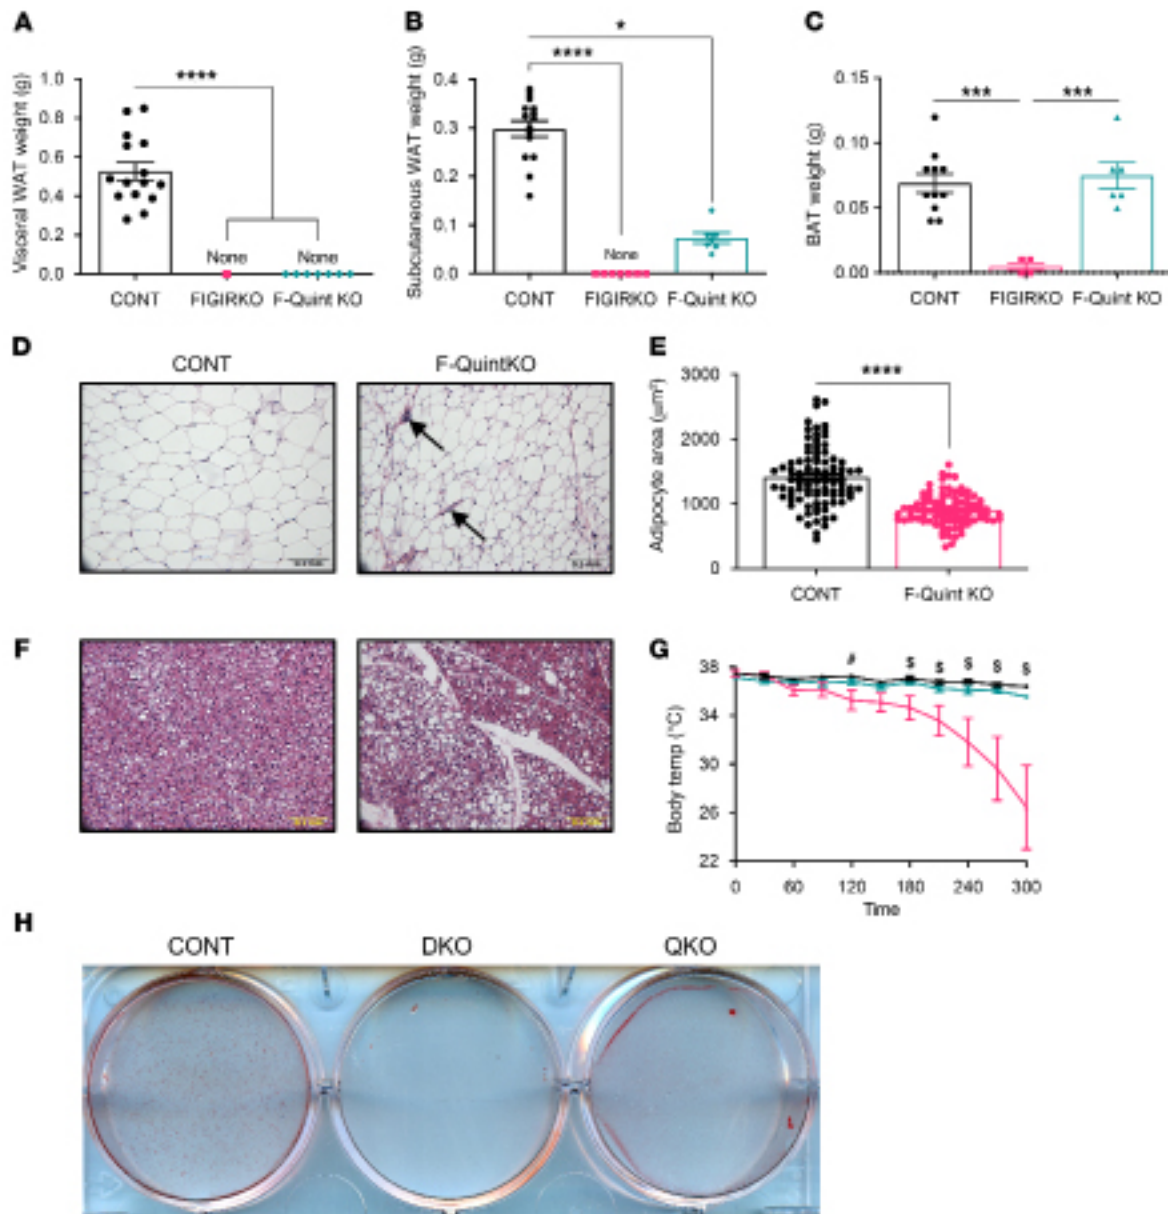 A
Visceral WAT weight (g)
1.0
0.8
0.6
0.4
0.2
0.0
****
None
None
CONT
FIGIRKO
F-Quint KO
B
Subcutaneous WAT weight (g)
0.4
0.3
0.2
0.1
0.0
*
****
None
CONT
FIGIRKO
F-Quint KO
C
BAT weight (g)
0.15
0.10
0.05
0.00
***
***
CONT
FIGIRKO
F-Quint KO
D
CONT
F-QuintKO
E
Adipocyte area (µm²)
3000
2000
1000
0
****
CONT
F-Quint KO
F
G
Body temp (°C)
38
34
30
26
22
#
$ $ $ $ $
0 60 120 180 240 300
Time
H
CONT
DKO
QKO